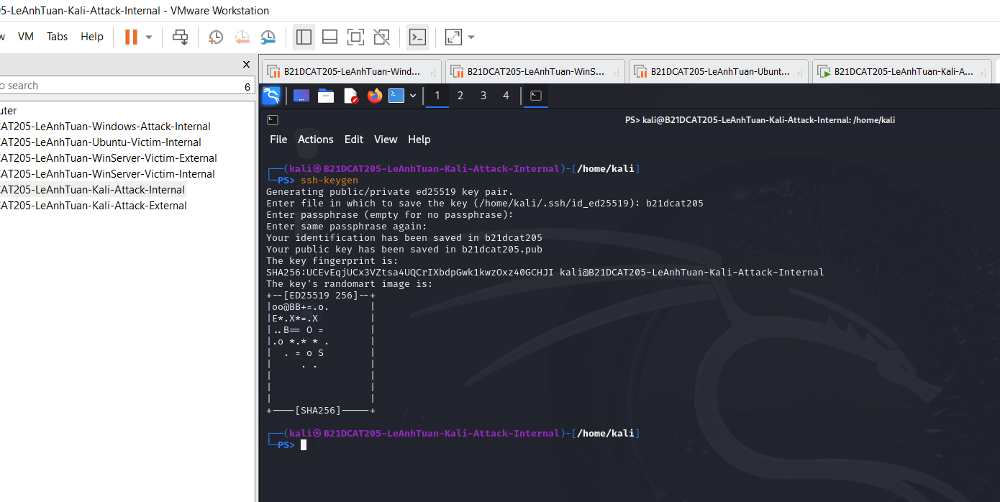 5-LeAnhTuan-Kali-Attack-Internal - VMware Workstation
w VM Tabs Help
o search
6
uter
CAT205-LeAnhTuan-Windows-Attack-Internal
CAT205-LeAnhTuan-Ubuntu-Victim-Internal
CAT205-LeAnhTuan-WinServer-Victim-External
CAT205-LeAnhTuan-WinServer-Victim-Internal
CAT205-LeAnhTuan-Kali-Attack-Internal
CAT205-LeAnhTuan-Kali-Attack-External
B21DCAT205-LeAnhTuan-Wind... B21DCAT205-LeAnhTuan-WinS... B21DCAT205-LeAnhTuan-Ubunt... B21DCAT205-LeAnhTuan-Kali-A...
1 2 3 4
PS> kali@B21DCAT205-LeAnhTuan-Kali-Attack-Internal: /home/kali
File Actions Edit View Help
┌──(kali㉿B21DCAT205-LeAnhTuan-Kali-Attack-Internal)-[/home/kali]
└─PS> ssh-keygen
Generating public/private ed25519 key pair.
Enter file in which to save the key (/home/kali/.ssh/id_ed25519): b21dcat205
Enter passphrase (empty for no passphrase):
Enter same passphrase again:
Your identification has been saved in b21dcat205
Your public key has been saved in b21dcat205.pub
The key fingerprint is:
SHA256:UCEvEqjUCx3VZtsa4UQCrIXbdpGwk1kwzOxz40GCHJI kali@B21DCAT205-LeAnhTuan-Kali-Attack-Internal
The key's randomart image is:
+--[ED25519 256]--+
|oo@BB+=.o.       |
|E*.X*=.X         |
|..B== O =        |
|.o *.* * .       |
|  . = o S        |
|     . .         |
|                 |
|                 |
|                 |
+----[SHA256]-----+
┌──(kali㉿B21DCAT205-LeAnhTuan-Kali-Attack-Internal)-[/home/kali]
└─PS>